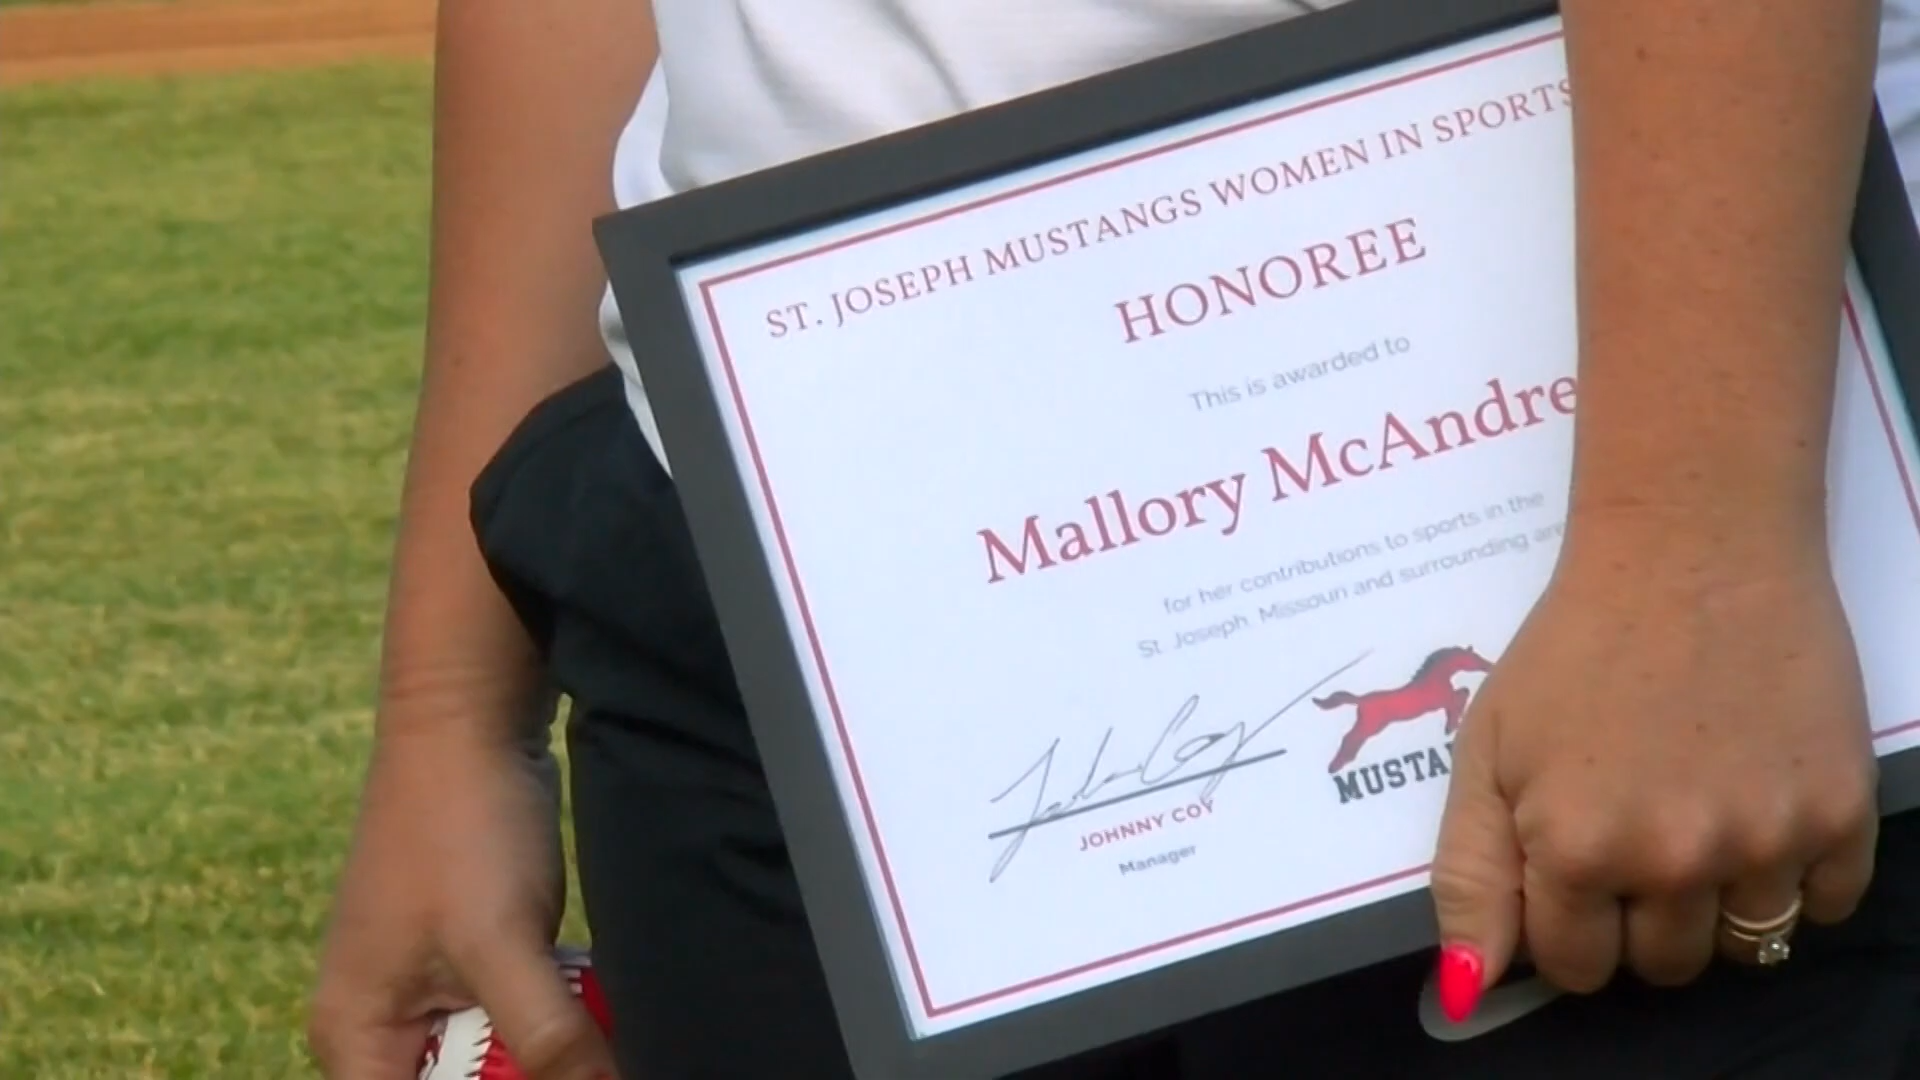 ST. JOSEPH MUSTANGS WOMEN IN SPORTS
HONOREE
This is awarded to
Mallory McAndre
for her contributions to sports in the
St. Joseph, Missouri and surrounding are
JOHNNY COY
Manager
MUSTA